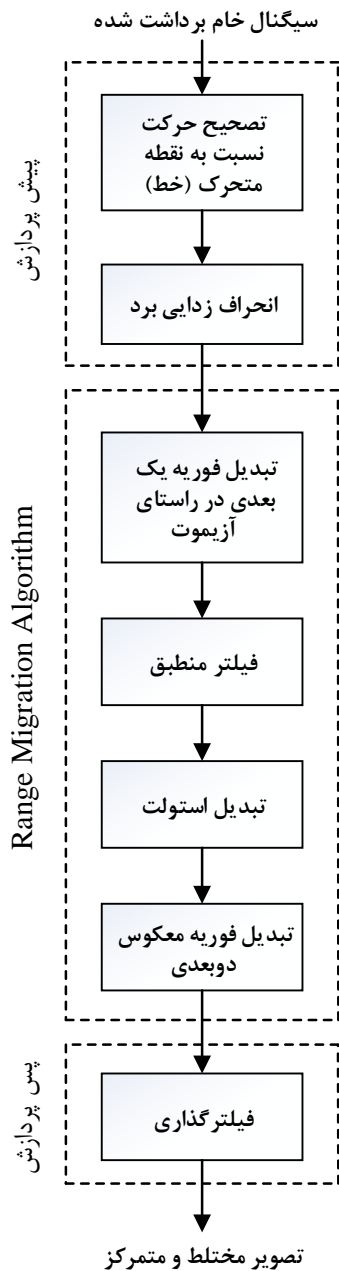 سیگنال خام برداشت شده
پیش پردازش
تصحیح حرکت
نسبت به نقطه
متحرک (خط)
انحراف زدایی برد
Range Migration Algorithm
تبدیل فوریه یک
بعدی در راستای
آزیموت
فیلتر منطبق
تبدیل استولت
تبدیل فوریه معکوس
دوبعدی
پس پردازش
فیلترگذاری
تصویر مختلط و متمرکز